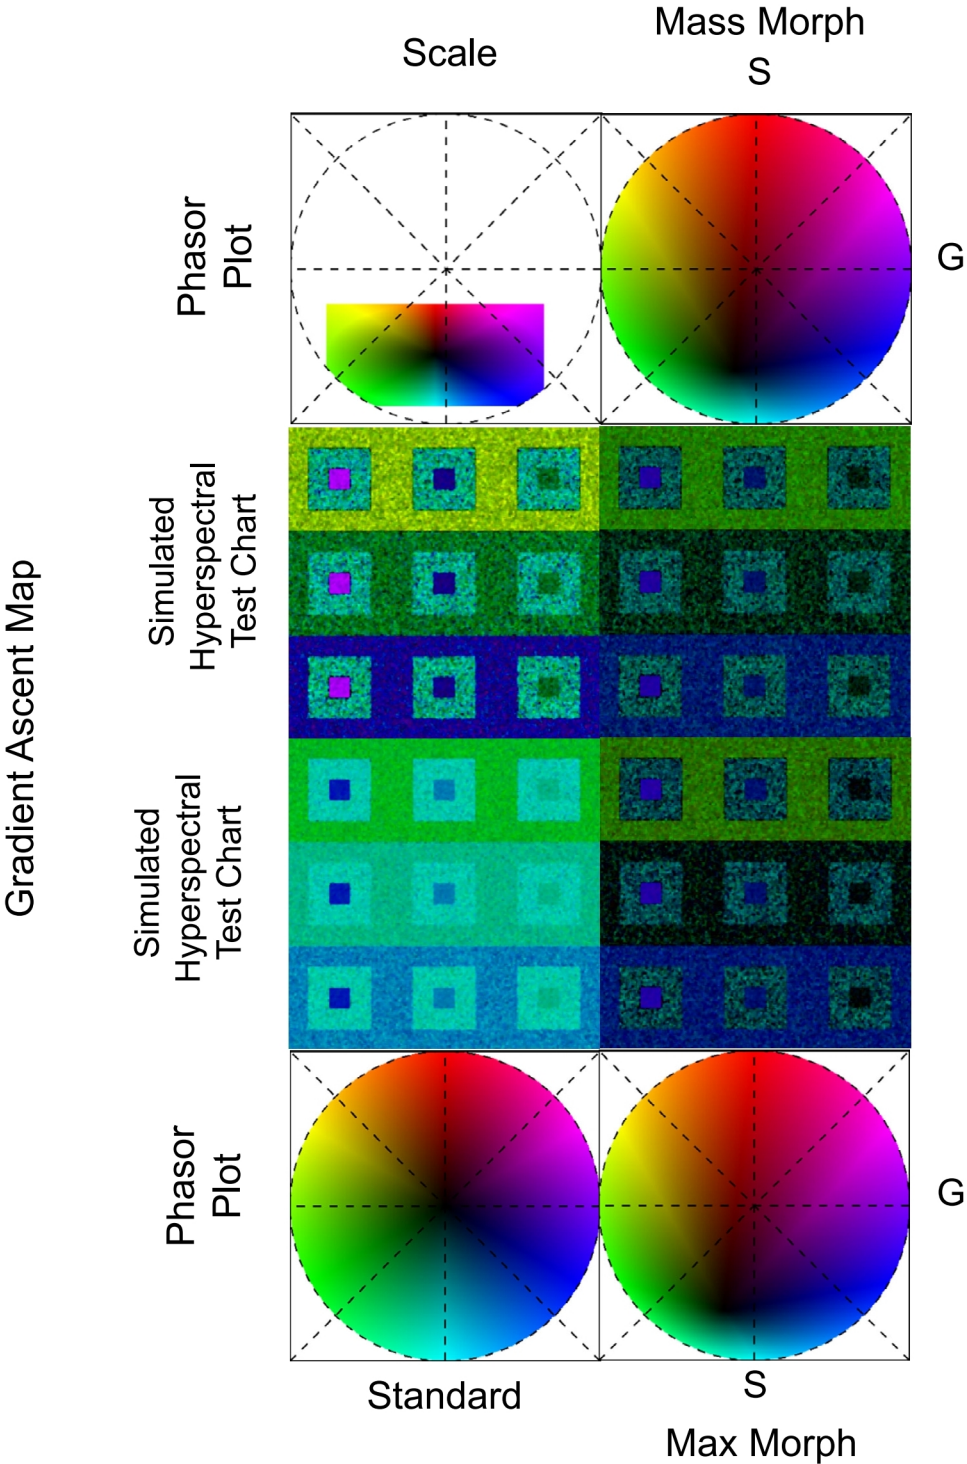 Mass Morph
Scale
S
Phasor
Plot
G
Simulated
Hyperspectral
Test Chart
Gradient Ascent Map
Simulated
Hyperspectral
Test Chart
Phasor
Plot
G
Standard
S
Max Morph